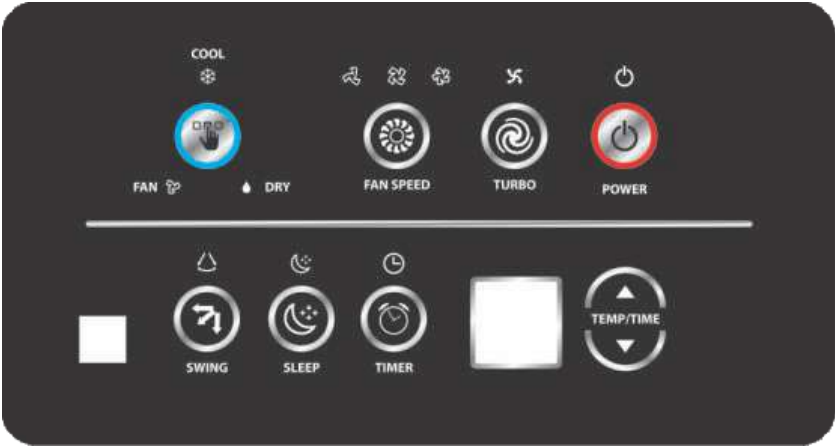 COOL
FAN
DRY
FAN SPEED
TURBO
POWER
SWING
SLEEP
TIMER
TEMP/TIME